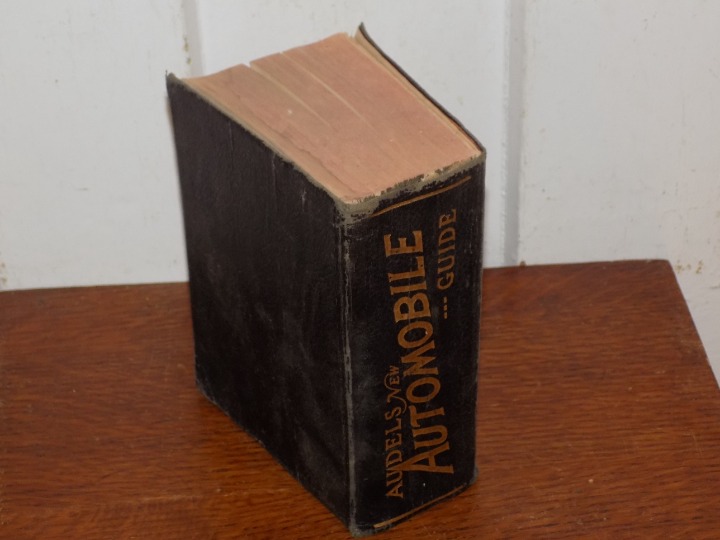 AUDELS NEW
AUTOMOBILE
--- GUIDE